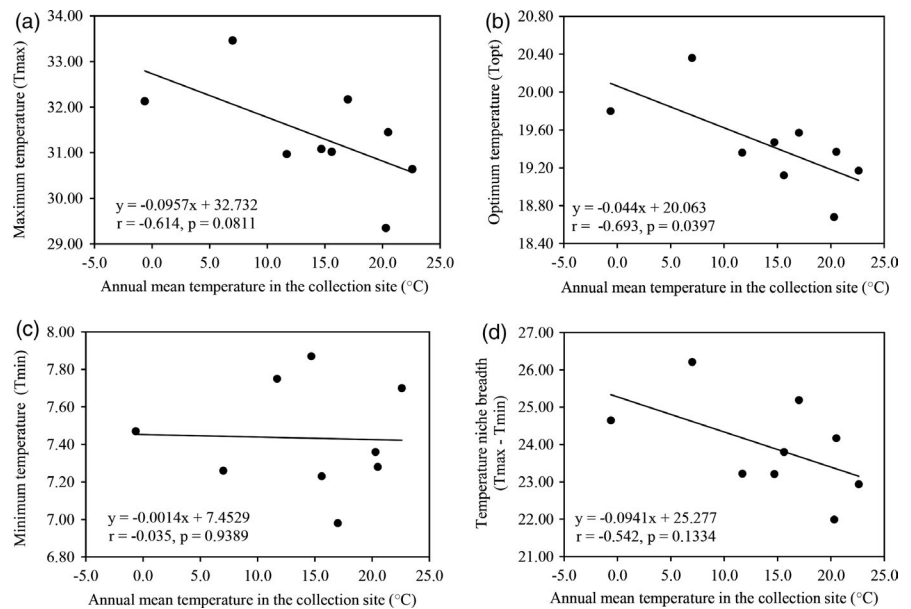 (a)
34.00
33.00
32.00
31.00
30.00
29.00
Maximum temperature (Tmax)
y = -0.0957x + 32.732
r = -0.614, p = 0.0811
-5.0 0.0 5.0 10.0 15.0 20.0 25.0
Annual mean temperature in the collection site (°C)
(b)
20.80
20.40
20.00
19.60
19.20
18.80
18.40
Optimum temperature (Topt)
y = -0.044x + 20.063
r = -0.693, p = 0.0397
-5.0 0.0 5.0 10.0 15.0 20.0 25.0
Annual mean temperature in the collection site (°C)
(c)
8.00
7.80
7.60
7.40
7.20
7.00
6.80
Minimum temperature (Tmin)
y = -0.0014x + 7.4529
r = -0.035, p = 0.9389
-5.0 0.0 5.0 10.0 15.0 20.0 25.0
Annual mean temperature in the collection site (°C)
(d)
27.00
26.00
25.00
24.00
23.00
22.00
21.00
Temperature niche breadth
(Tmax - Tmin)
y = -0.0941x + 25.277
r = -0.542, p = 0.1334
-5.0 0.0 5.0 10.0 15.0 20.0 25.0
Annual mean temperature in the collection site (°C)